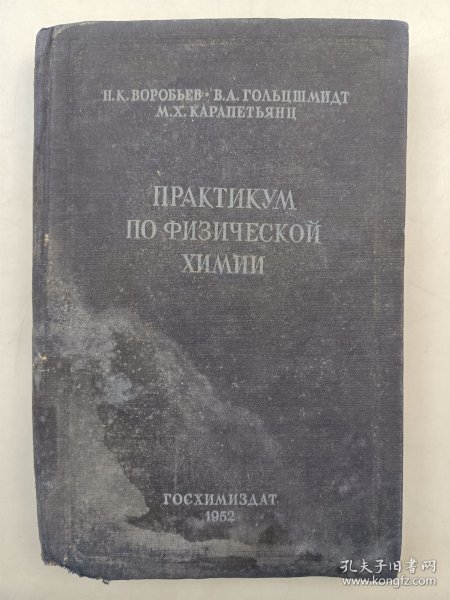 Н.К. ВОРОБЬЕВ · В.А. ГОЛЬЦШМИДТ
М.Х. КАРАПЕТЬЯНЦ
ПРАКТИКУМ
ПО ФИЗИЧЕСКОЙ
ХИМИИ
ГОСХИМИЗДАТ
1952
孔夫子旧书网
www.kongfz.com